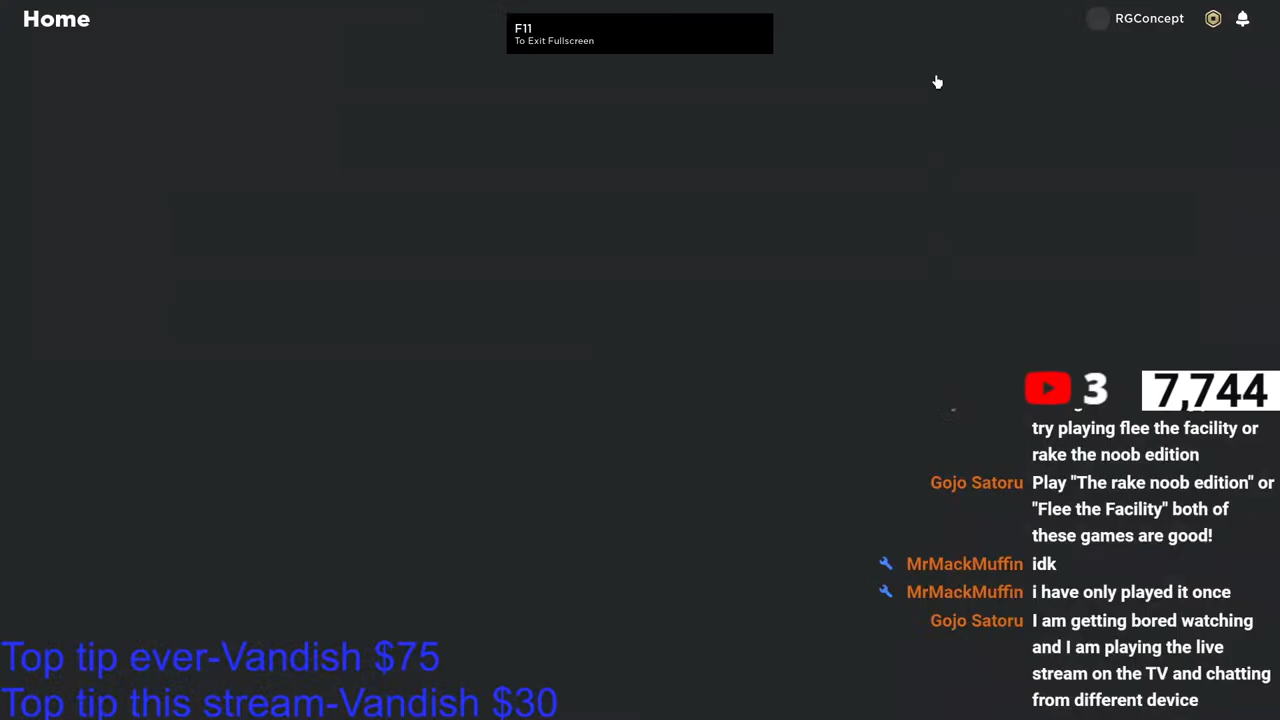 Home
F11
To Exit Fullscreen
RGConcept
3
7,744
try playing flee the facility or
rake the noob edition
Gojo Satoru Play "The rake noob edition" or
"Flee the Facility" both of
these games are good!
MrMackMuffin idk
MrMackMuffin i have only played it once
Gojo Satoru I am getting bored watching
and I am playing the live
stream on the TV and chatting
from different device
Top tip ever-Vandish $75
Top tip this stream-Vandish $30